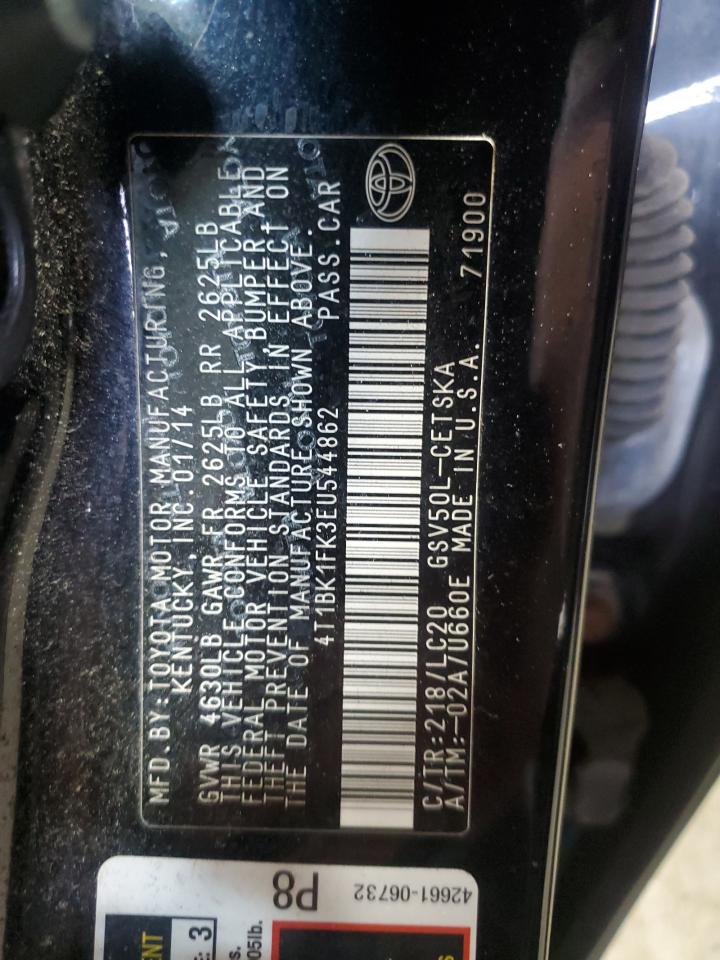 MFD.BY:TOYOTA MOTOR MANUFACTURING,
KENTUCKY, INC. 01/14
GVWR 4630LB GAWR FR 2625LB RR 2625LB
THIS VEHICLE CONFORMS TO ALL APPLICABLE
FEDERAL MOTOR VEHICLE SAFETY BUMPER, AND
THEFT PREVENTION STANDARDS IN EFFECT ON
THE DATE OF MANUFACTURE SHOWN ABOVE.
4T1BK1FK3EU544862 PASS.CAR
C/TR:218/LC20 GSV50L-CETSKA
A/TM:-02A/U660E MADE IN U.S.A. 71900
P8
42661-06732
3